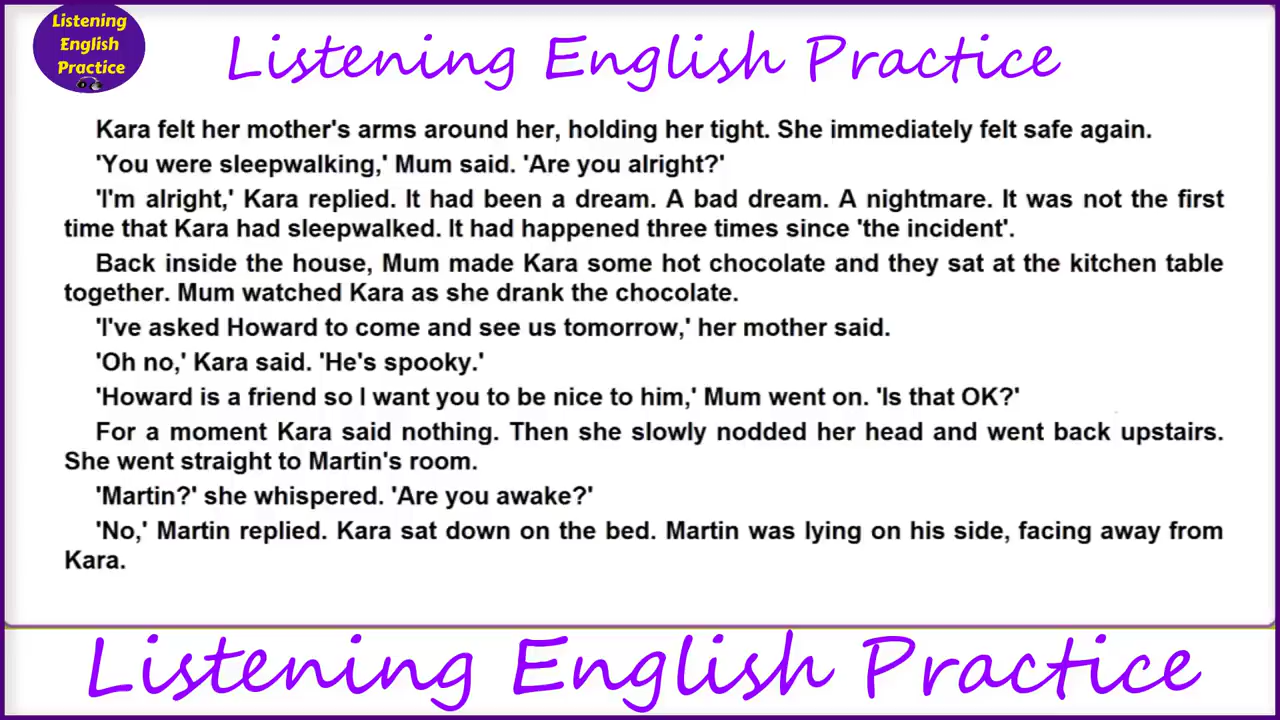 Listening
English
Practice
Listening English Practice
Kara felt her mother's arms around her, holding her tight. She immediately felt safe again.
'You were sleepwalking,' Mum said. 'Are you alright?'
'I'm alright,' Kara replied. It had been a dream. A bad dream. A nightmare. It was not the first
time that Kara had sleepwalked. It had happened three times since 'the incident'.
Back inside the house, Mum made Kara some hot chocolate and they sat at the kitchen table
together. Mum watched Kara as she drank the chocolate.
'I've asked Howard to come and see us tomorrow,' her mother said.
'Oh no,' Kara said. 'He's spooky.'
'Howard is a friend so I want you to be nice to him,' Mum went on. 'Is that OK?'
For a moment Kara said nothing. Then she slowly nodded her head and went back upstairs.
She went straight to Martin's room.
'Martin?' she whispered. 'Are you awake?'
'No,' Martin replied. Kara sat down on the bed. Martin was lying on his side, facing away from
Kara.
Listening English Practice